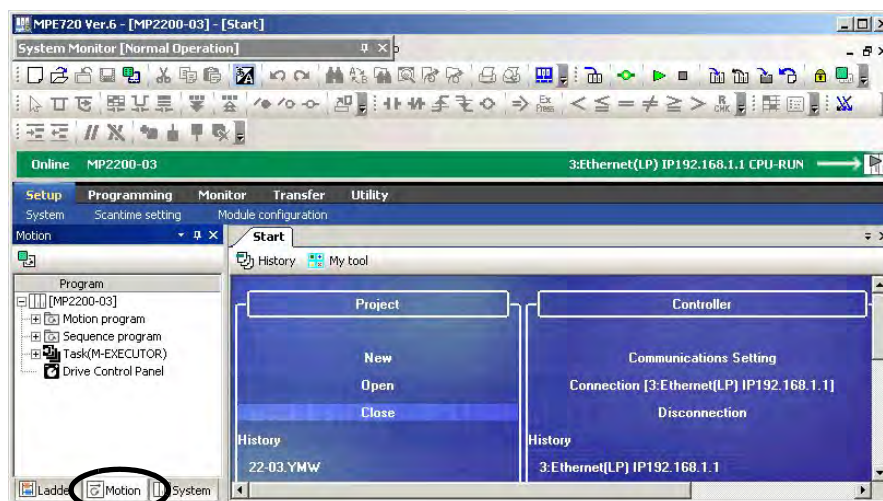 MPE720 Ver.6 - [MP2200-03] - [Start]
System Monitor [Normal Operation]
Ex
Press
R
CHK
Online MP2200-03 3:Ethernet(LP) IP192.168.1.1 CPU-RUN
Setup Programming Monitor Transfer Utility
System Scantime setting Module configuration
Motion
Start
History My tool
Program
[MP2200-03]
Motion program
Sequence program
Task(M-EXECUTOR)
Drive Control Panel
Project
New
Open
Close
History
22-03.YMW
Controller
Communications Setting
Connection [3:Ethernet(LP) IP192.168.1.1]
Disconnection
History
3:Ethernet[LP] IP192.168.1.1
Ladde Motion System